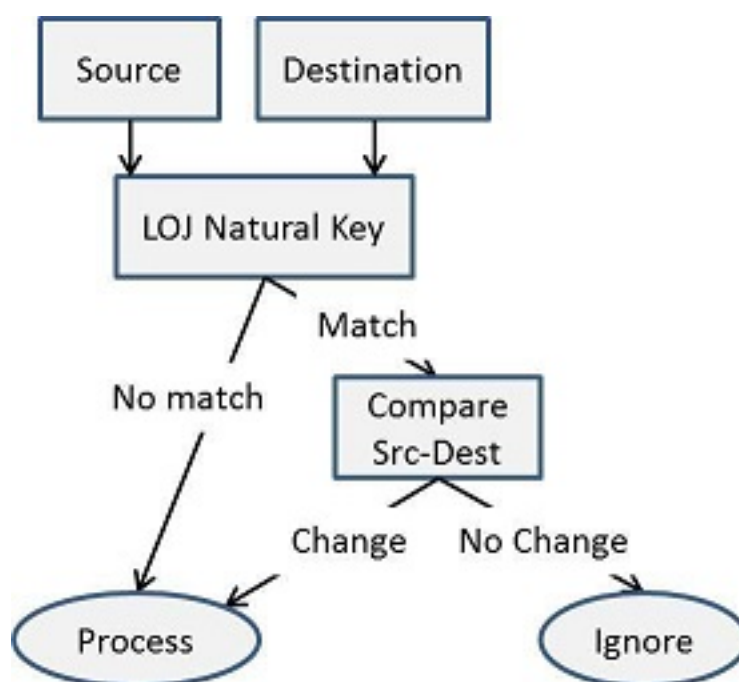 Source
Destination
LOJ Natural Key
Match
No match
Compare
Src-Dest
Change
No Change
Process
Ignore